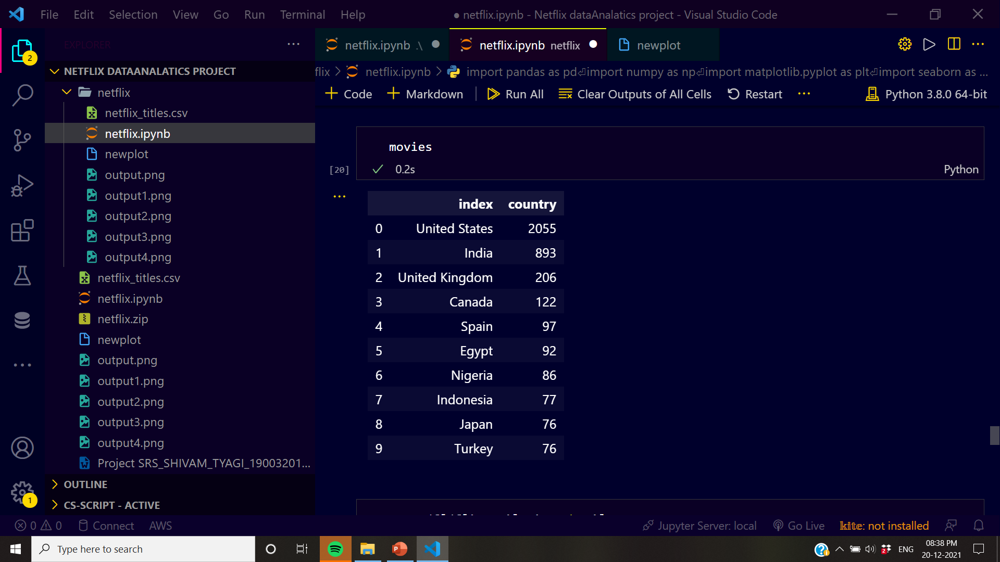 File Edit Selection View Go Run Terminal Help
● netflix.ipynb - Netflix dataAnalatics project - Visual Studio Code
EXPLORER
netflix.ipynb .\
netflix.ipynb netflix
newplot
NETFLIX DATAANALATICS PROJECT
flix > netflix.ipynb > import pandas as pd⏎import numpy as np⏎import matplotlib.pyplot as plt⏎import seaborn as ...
Code Markdown Run All Clear Outputs of All Cells Restart Python 3.8.0 64-bit
2
netflix
netflix_titles.csv
netflix.ipynb
newplot
output.png
output1.png
output2.png
output3.png
output4.png
netflix_titles.csv
netflix.ipynb
netflix.zip
newplot
output.png
output1.png
output2.png
output3.png
output4.png
Project SRS_SHIVAM_TYAGI_19003201...
OUTLINE
CS-SCRIPT - ACTIVE
1
movies
[20] 0.2s Python
index country
0 United States 2055
1 India 893
2 United Kingdom 206
3 Canada 122
4 Spain 97
5 Egypt 92
6 Nigeria 86
7 Indonesia 77
8 Japan 76
9 Turkey 76
0 0 Connect AWS
Jupyter Server: local Go Live kite: not installed
Type here to search
2
ENG
08:38 PM
20-12-2021